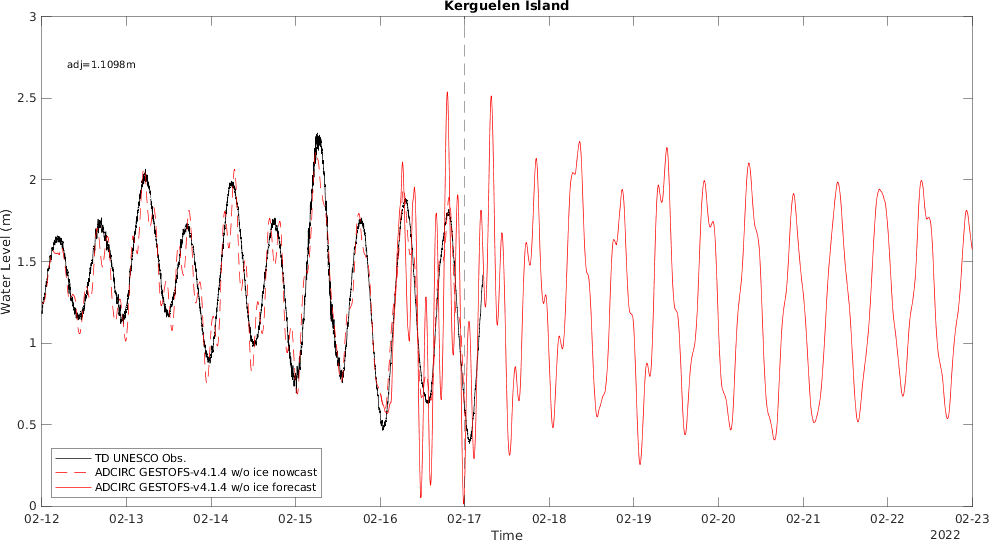 Kerguelen Island
3
adj=1.1098m
2.5
2
Water Level (m)
1.5
1
0.5
TD UNESCO Obs.
ADCIRC GESTOFS-v4.1.4 w/o ice nowcast
ADCIRC GESTOFS-v4.1.4 w/o ice forecast
0
02-12 02-13 02-14 02-15 02-16 02-17 02-18 02-19 02-20 02-21 02-22 02-23
Time
2022